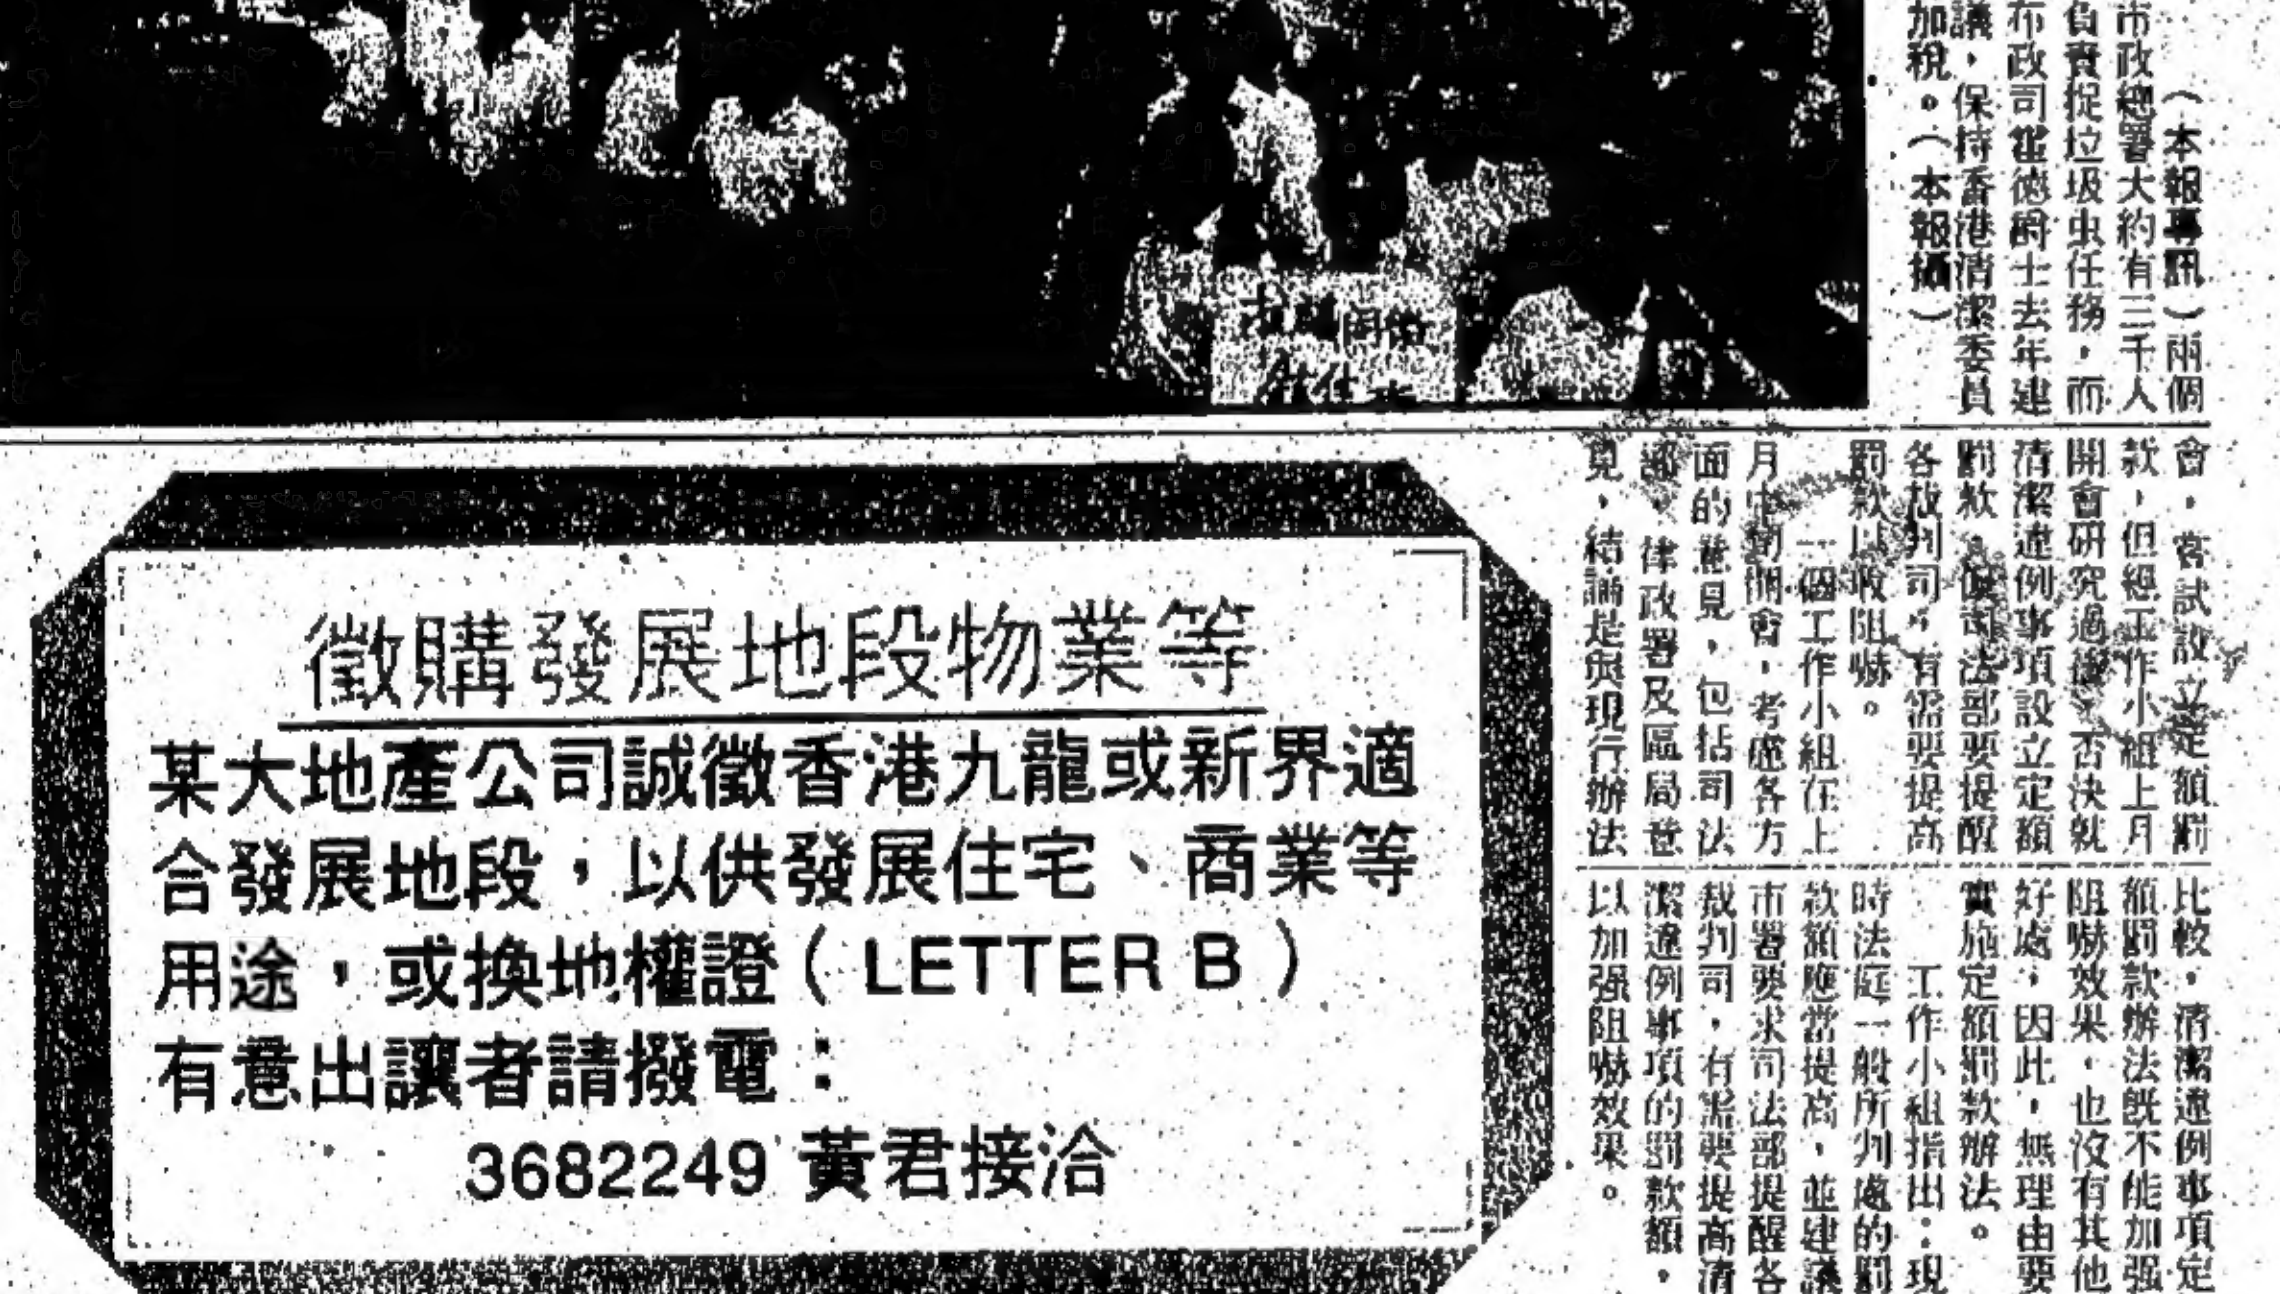 加稅。（本報攝）
（本報專訊）兩個
市政總署大約有三千人
負責捉垃圾虫任務，而
布政司霍德爵士去年建
議，保持香港清潔委員
會，嘗試設立定額罰
款，但經工作小組上月
開會研究過後，否決就
清潔違例事項設立定額
罰款，但司法部要提醒
各裁判司，有需要提高
罰款以收阻嚇。
一個工作小組在上
月中旬開會，考慮各方
面的意見，包括司法
部、律政署及區局意
見，結論是與現行辦法
比較，清潔違例事項定
額罰款辦法旣不能加强
阻嚇效果，也沒有其他
好處，因此，無理由要
實施定額罰款辦法。
工作小組指出：現
時法庭一般所判處的罰
款額應當提高，並建議
市署要求司法部提醒各
裁判司，有需要提高清
潔違例事項的罰款額，
以加强阻嚇效果。
徵購發展地段物業等
某大地產公司誠徵香港九龍或新界適
合發展地段，以供發展住宅、商業等
用途，或換地權證（LETTER B）
有意出讓者請撥電：
3682249 黃君接洽